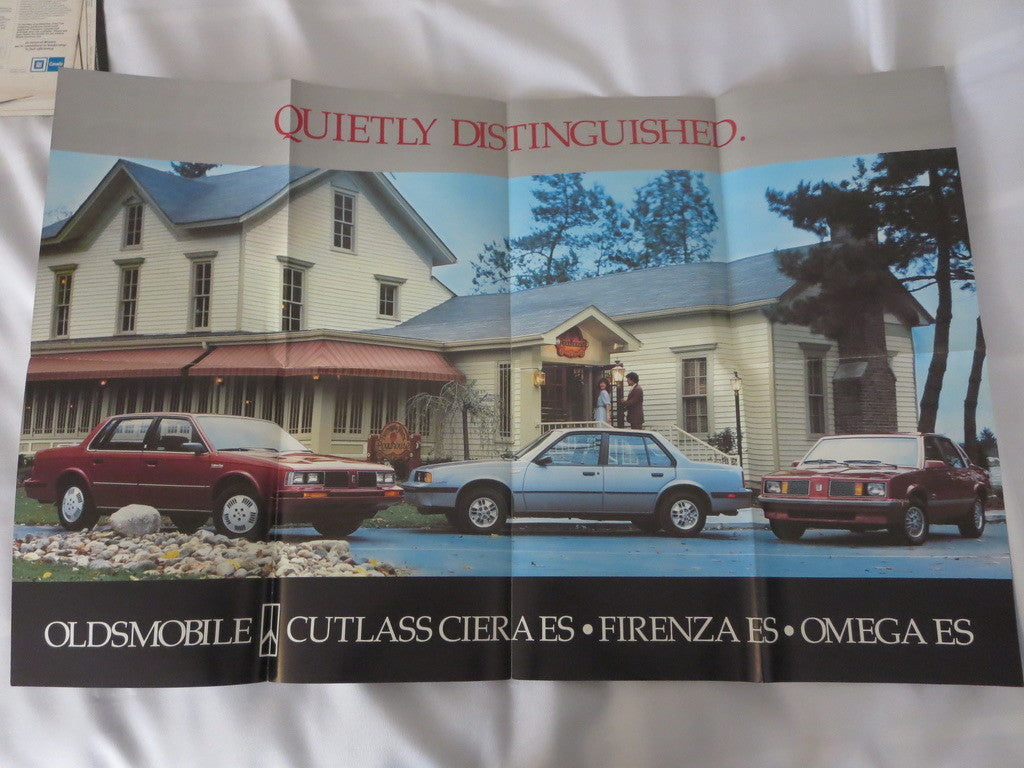 QUIETLY DISTINGUISHED.
OLDSMOBILE CUTLASS CIERA ES • FIRENZA ES • OMEGA ES